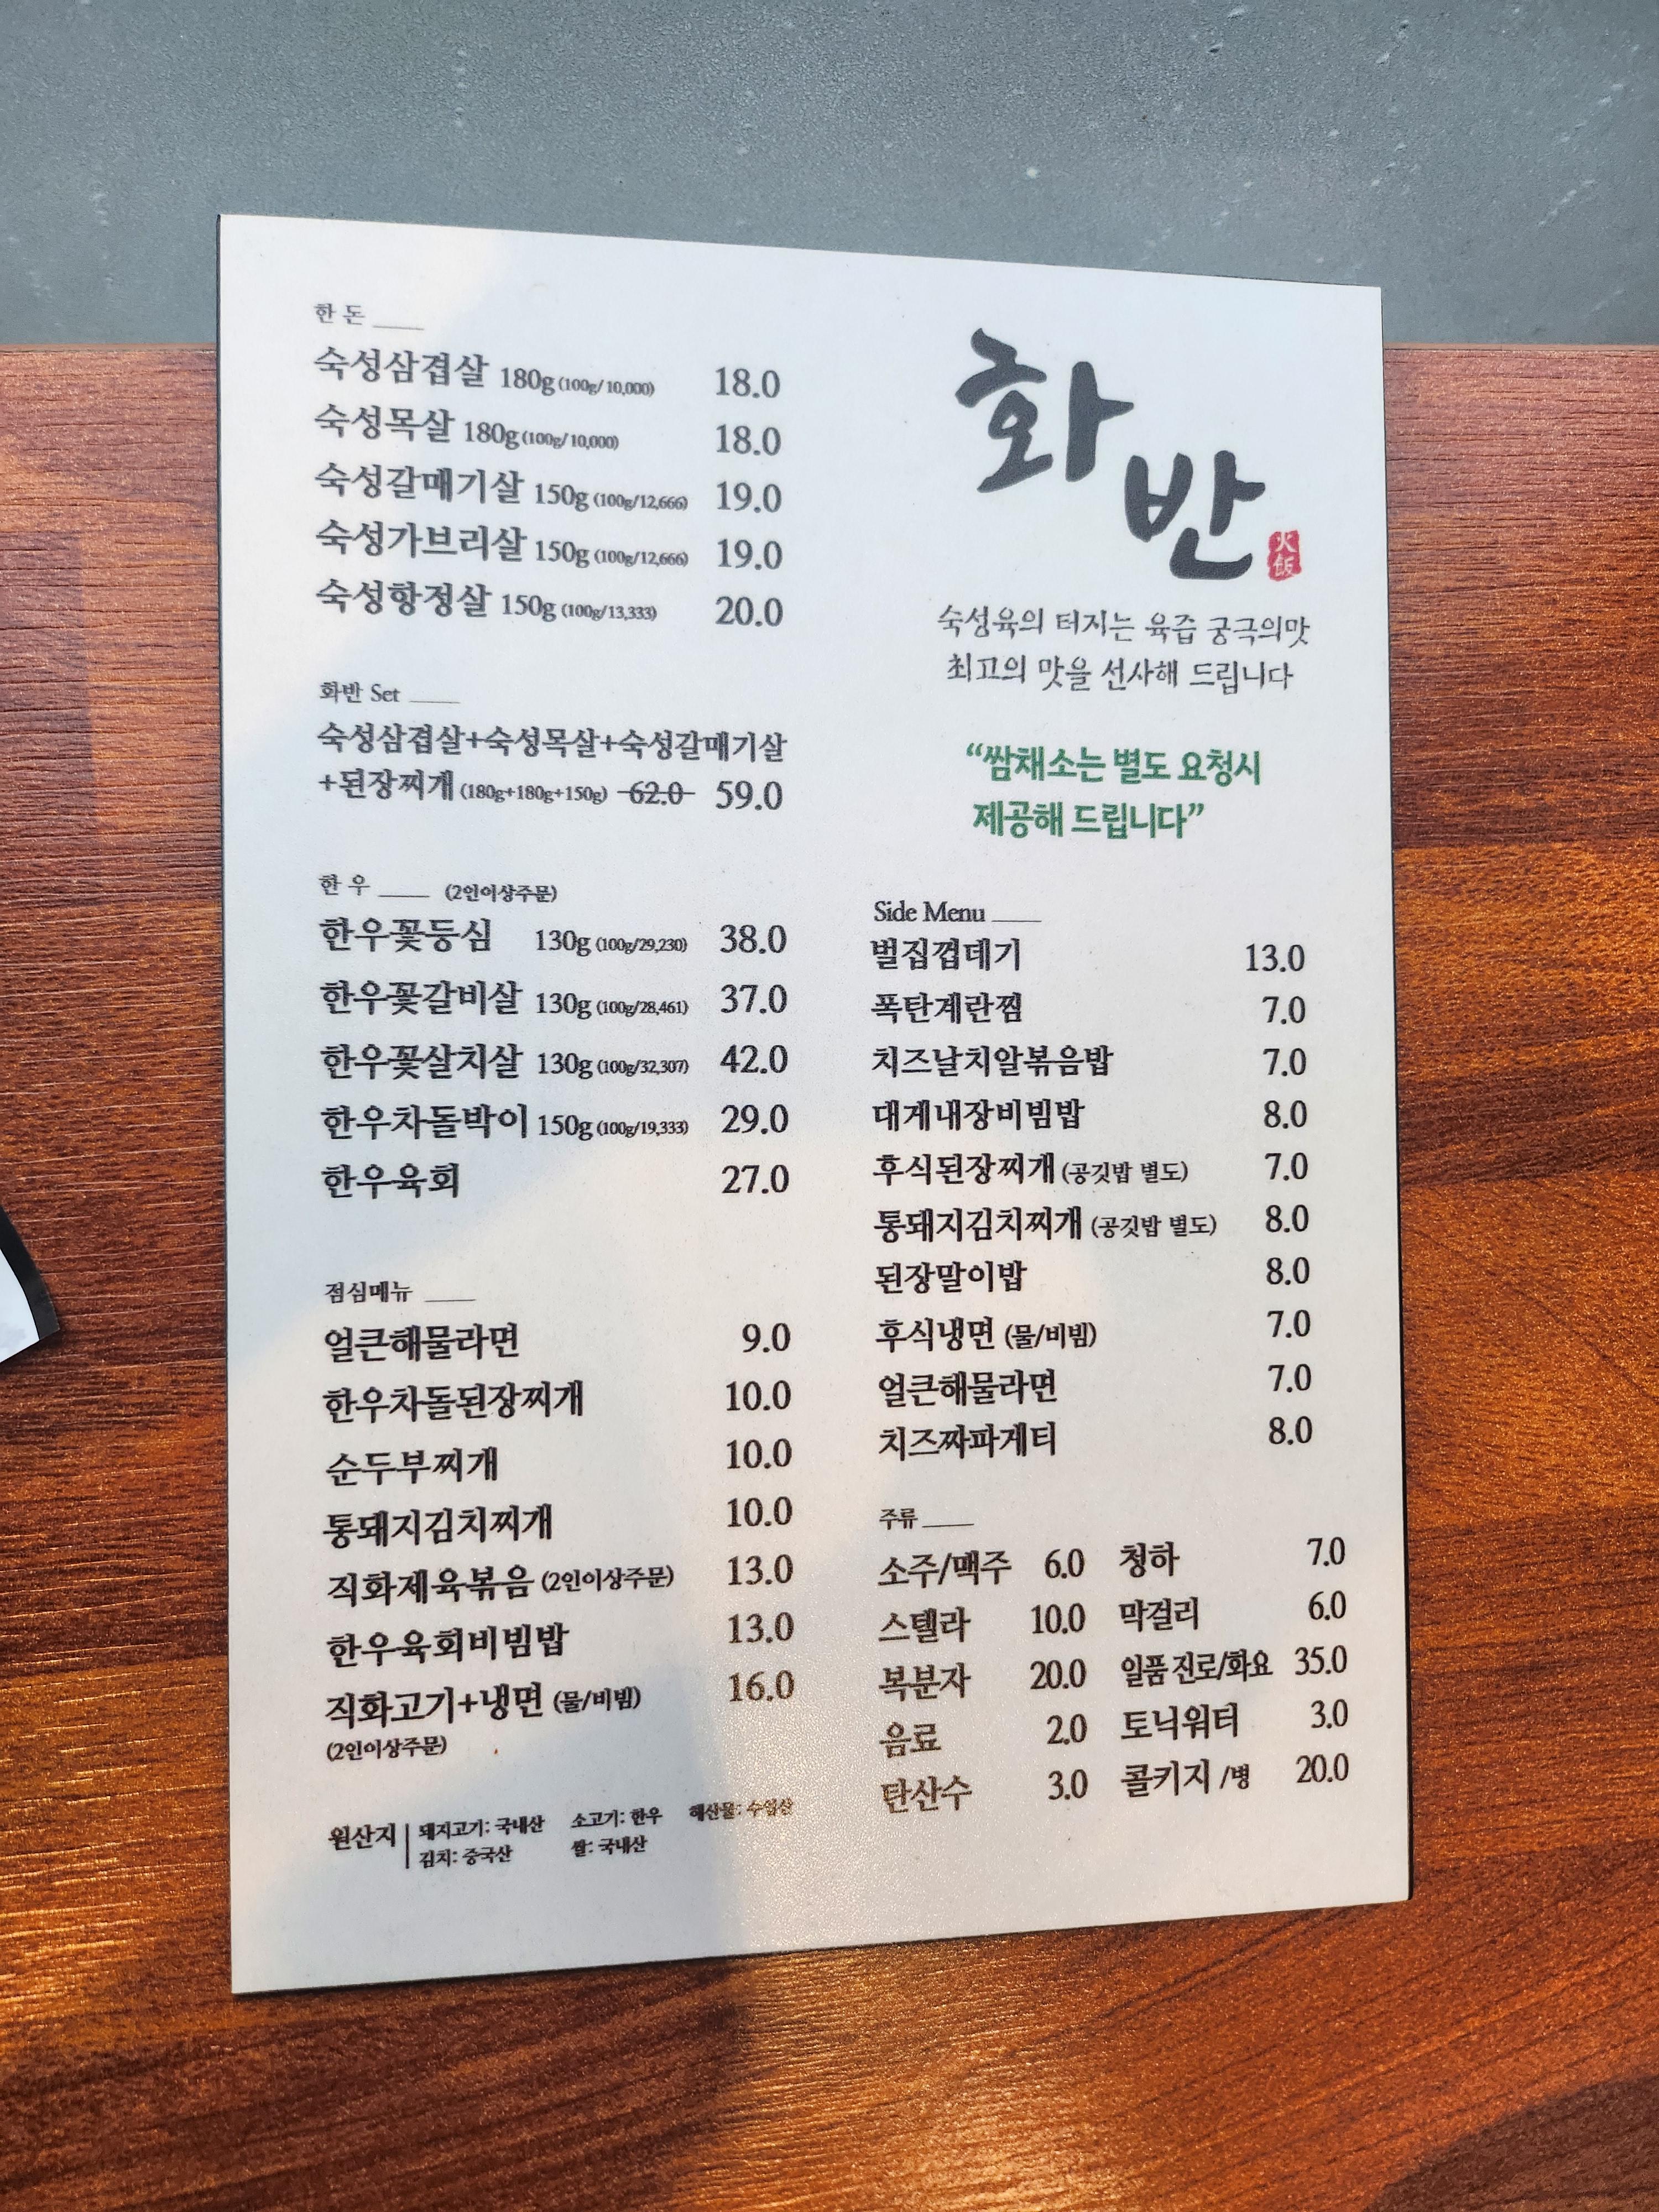 한돈
숙성삼겹살 180g (100g/10,000) 18.0
숙성목살 180g (100g/10,000) 18.0
숙성갈매기살 150g (100g/12,666) 19.0
숙성가브리살 150g (100g/12,666) 19.0
숙성항정살 150g (100g/13,333) 20.0
화반 Set
숙성삼겹살+숙성목살+숙성갈매기살
+된장찌개 (180g+180g+150g) 62.0 59.0
한우 (2인이상주문)
한우꽃등심 130g (100g/29,230) 38.0
한우꽃갈비살 130g (100g/28,461) 37.0
한우꽃살치살 130g (100g/32,307) 42.0
한우차돌박이 150g (100g/19,333) 29.0
한우육회 27.0
점심메뉴
얼큰해물라면 9.0
한우차돌된장찌개 10.0
순두부찌개 10.0
통돼지김치찌개 10.0
직화제육볶음 (2인이상주문) 13.0
한우육회비빔밥 13.0
직화고기+냉면 (물/비빔) 16.0
(2인이상주문)
원산지 돼지고기: 국내산 소고기: 한우 해산물: 수입산
김치: 중국산 쌀: 국내산
화반
火飯
숙성육의 터지는 육즙 궁극의맛
최고의 맛을 선사해 드립니다
“쌈채소는 별도 요청시
제공해 드립니다”
Side Menu
벌집껍데기 13.0
폭탄계란찜 7.0
치즈날치알볶음밥 7.0
대게내장비빔밥 8.0
후식된장찌개 (공깃밥 별도) 7.0
통돼지김치찌개 (공깃밥 별도) 8.0
된장말이밥 8.0
후식냉면 (물/비빔) 7.0
얼큰해물라면 7.0
치즈짜파게티 8.0
주류
소주/맥주 6.0 청하 7.0
스텔라 10.0 막걸리 6.0
복분자 20.0 일품진로/화요 35.0
음료 2.0 토닉워터 3.0
탄산수 3.0 콜키지 /병 20.0